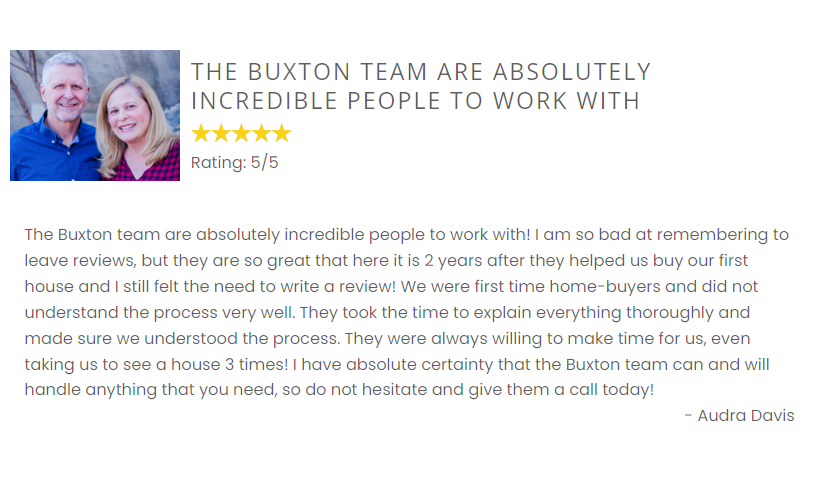 THE BUXTON TEAM ARE ABSOLUTELY
INCREDIBLE PEOPLE TO WORK WITH
Rating: 5/5
The Buxton team are absolutely incredible people to work with! I am so bad at remembering to
leave reviews, but they are so great that here it is 2 years after they helped us buy our first
house and I still felt the need to write a review! We were first time home-buyers and did not
understand the process very well. They took the time to explain everything thoroughly and
made sure we understood the process. They were always willing to make time for us, even
taking us to see a house 3 times! I have absolute certainty that the Buxton team can and will
handle anything that you need, so do not hesitate and give them a call today!
- Audra Davis